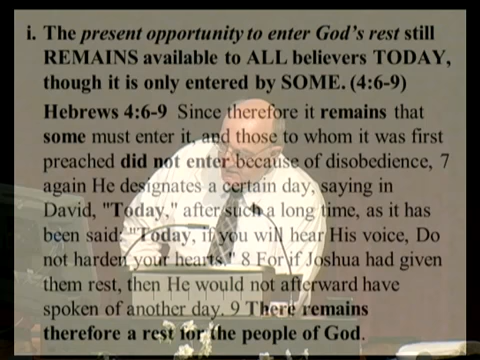 i. The present opportunity to enter God's rest still
REMAINS available to ALL believers TODAY,
though it is only entered by SOME. (4:6-9)
Hebrews 4:6-9 Since therefore it remains that
some must enter it, and those to whom it was first
preached did not enter because of disobedience, 7
again He designates a certain day, saying in
David, "Today," after such a long time, as it has
been said: "Today, if you will hear His voice, Do
not harden your hearts." 8 For if Joshua had given
them rest, then He would not afterward have
spoken of another day. 9 There remains
therefore a rest for the people of God.